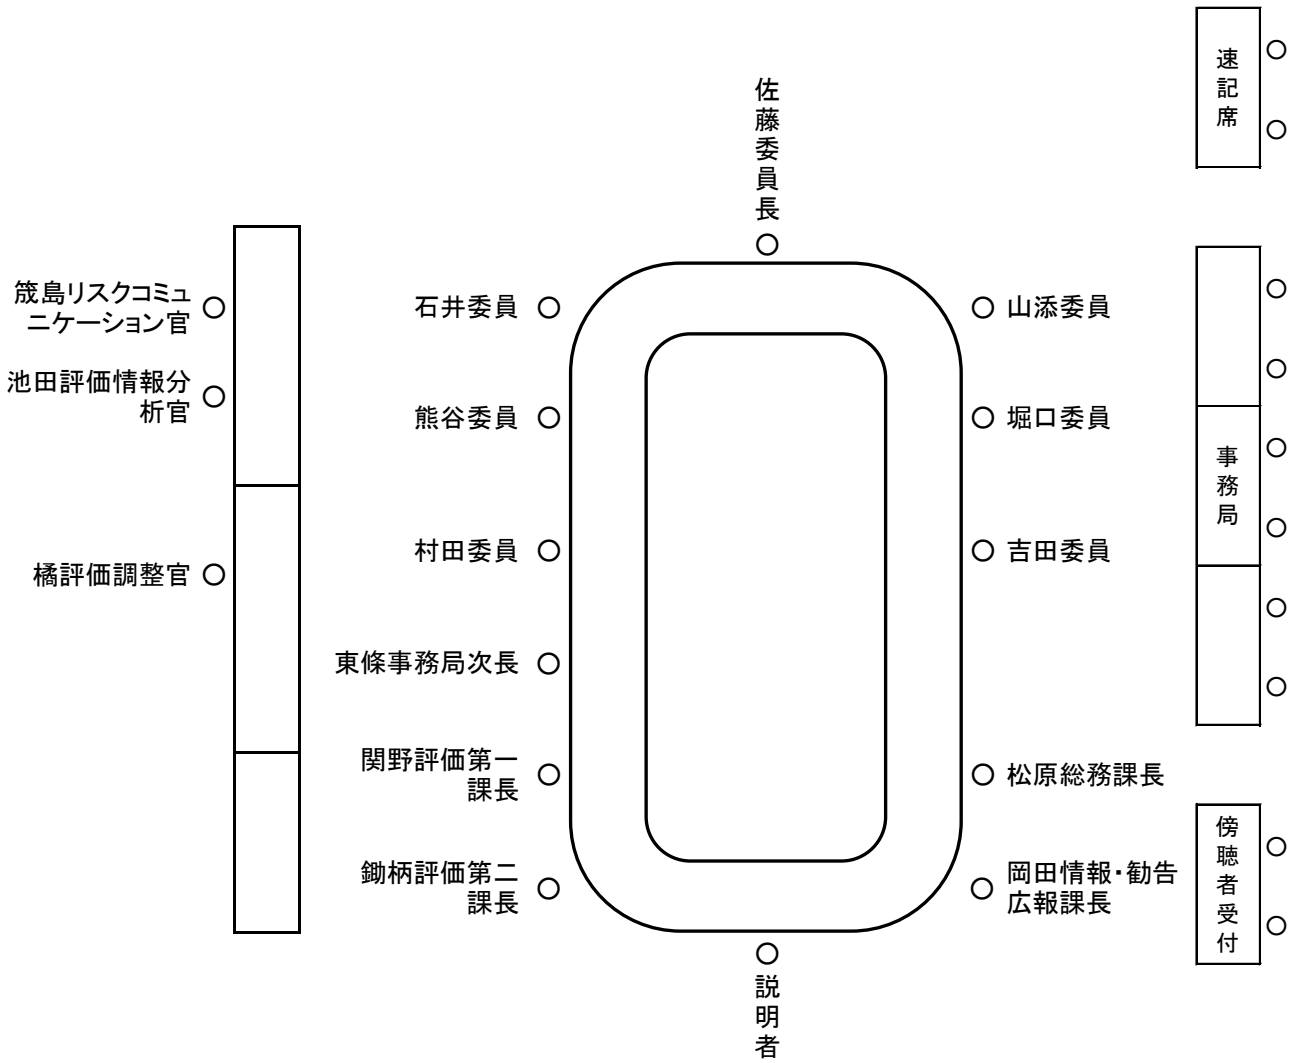 速記席
佐藤委員長
筬島リスクコミュ
ニケーション官
池田評価情報分
析官
橘評価調整官
石井委員
熊谷委員
村田委員
東條事務局次長
関野評価第一
課長
鋤柄評価第二
課長
山添委員
堀口委員
吉田委員
松原総務課長
岡田情報・勧告
広報課長
説明者
事務局
傍聴者受付